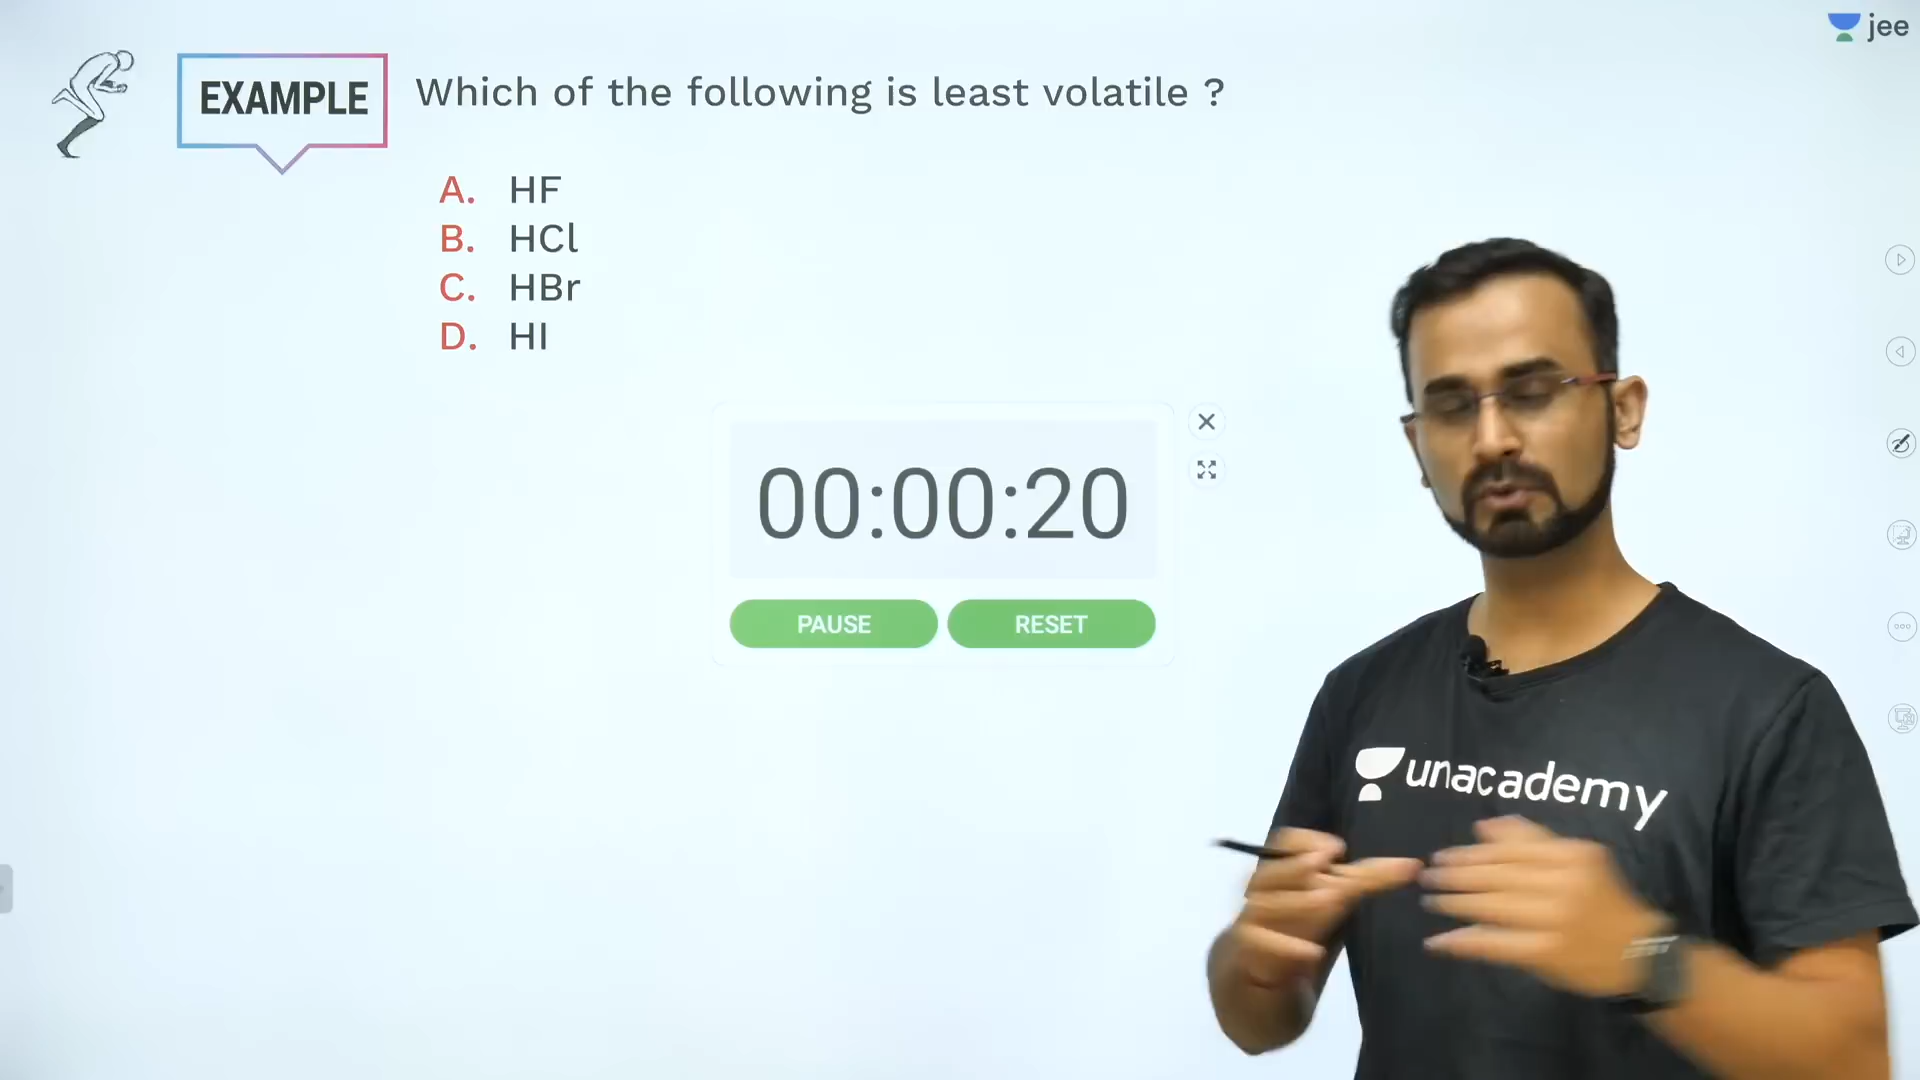 jee
EXAMPLE
Which of the following is least volatile ?
A. HF
B. HCl
C. HBr
D. HI
00:00:20
PAUSE
RESET
unacademy